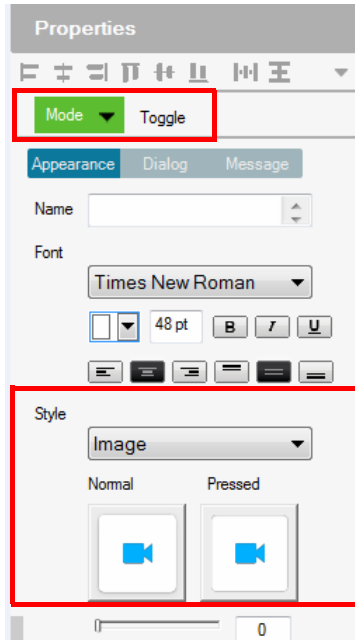 Properties
Mode Toggle
Appearance Dialog Message
Name
Font
Times New Roman
48 pt B I U
Style
Image
Normal Pressed
0